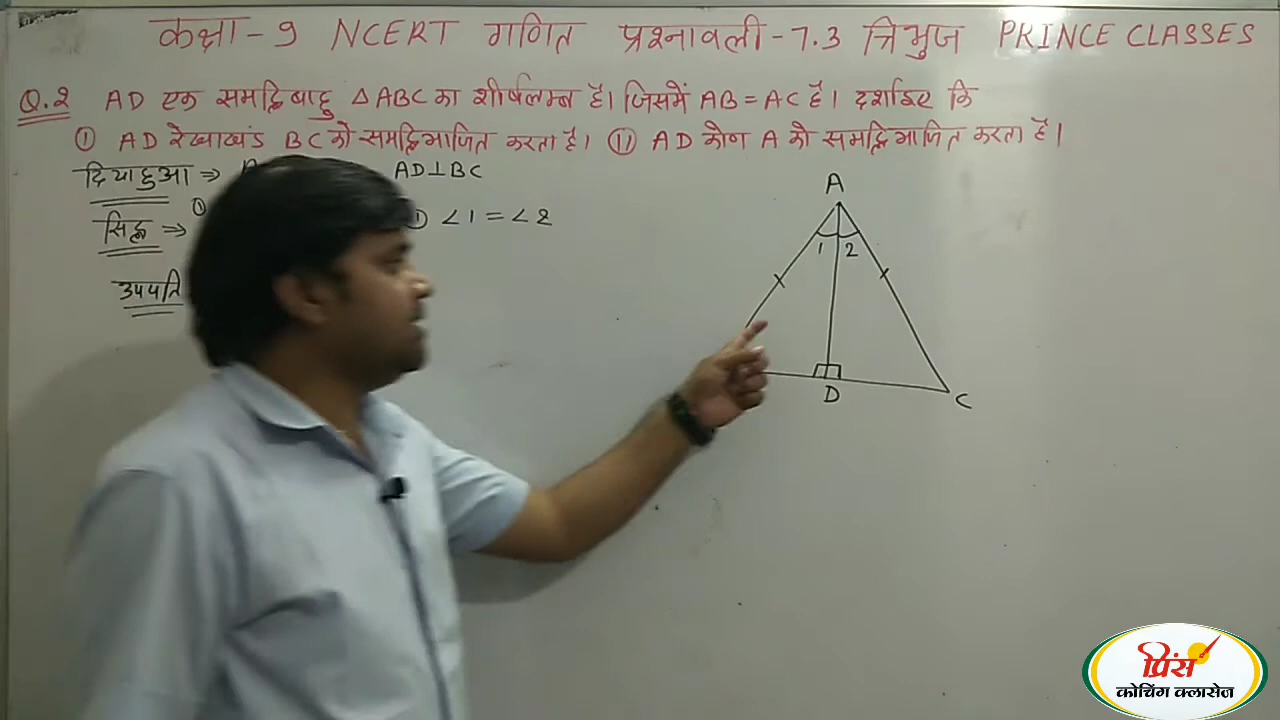 कक्षा - 9 NCERT गणित प्रश्नावली - 7.3 त्रिभुज PRINCE CLASSES
Q.2 AD एक समद्विबाहु △ABC का शीर्षलम्ब है। जिसमें AB = AC है। दर्शाइए कि
① AD रेखाखंड BC को समद्विभाजित करता है। ⑪ AD कोण A को समद्विभाजित करता है।
दिया हुआ ⇒ AD⊥BC
सिद्ध ⇒ ∠1 = ∠2
उपपत्ति
A
1 2
D
C
प्रिंस
कोचिंग क्लासेज